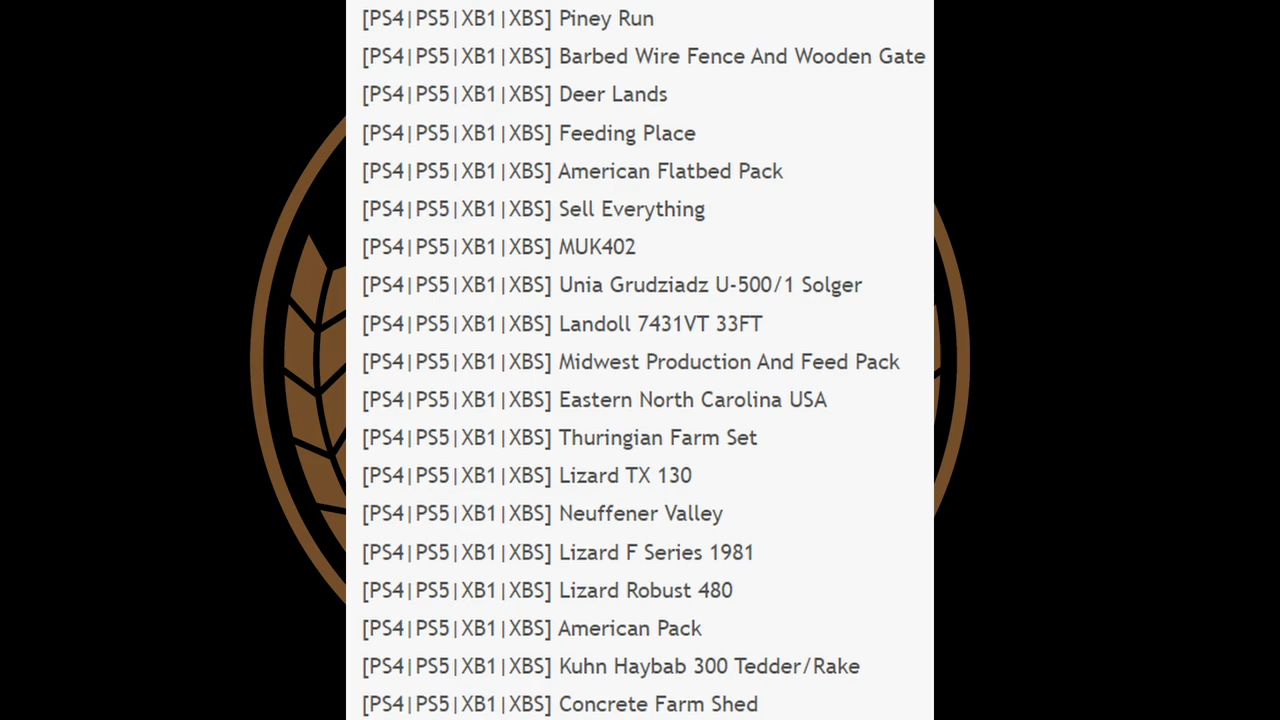 [PS4|PS5|XB1|XBS] Piney Run
[PS4|PS5|XB1|XBS] Barbed Wire Fence And Wooden Gate
[PS4|PS5|XB1|XBS] Deer Lands
[PS4|PS5|XB1|XBS] Feeding Place
[PS4|PS5|XB1|XBS] American Flatbed Pack
[PS4|PS5|XB1|XBS] Sell Everything
[PS4|PS5|XB1|XBS] MUK402
[PS4|PS5|XB1|XBS] Unia Grudziadz U-500/1 Solger
[PS4|PS5|XB1|XBS] Landoll 7431VT 33FT
[PS4|PS5|XB1|XBS] Midwest Production And Feed Pack
[PS4|PS5|XB1|XBS] Eastern North Carolina USA
[PS4|PS5|XB1|XBS] Thuringian Farm Set
[PS4|PS5|XB1|XBS] Lizard TX 130
[PS4|PS5|XB1|XBS] Neuffener Valley
[PS4|PS5|XB1|XBS] Lizard F Series 1981
[PS4|PS5|XB1|XBS] Lizard Robust 480
[PS4|PS5|XB1|XBS] American Pack
[PS4|PS5|XB1|XBS] Kuhn Haybab 300 Tedder/Rake
[PS4|PS5|XB1|XBS] Concrete Farm Shed